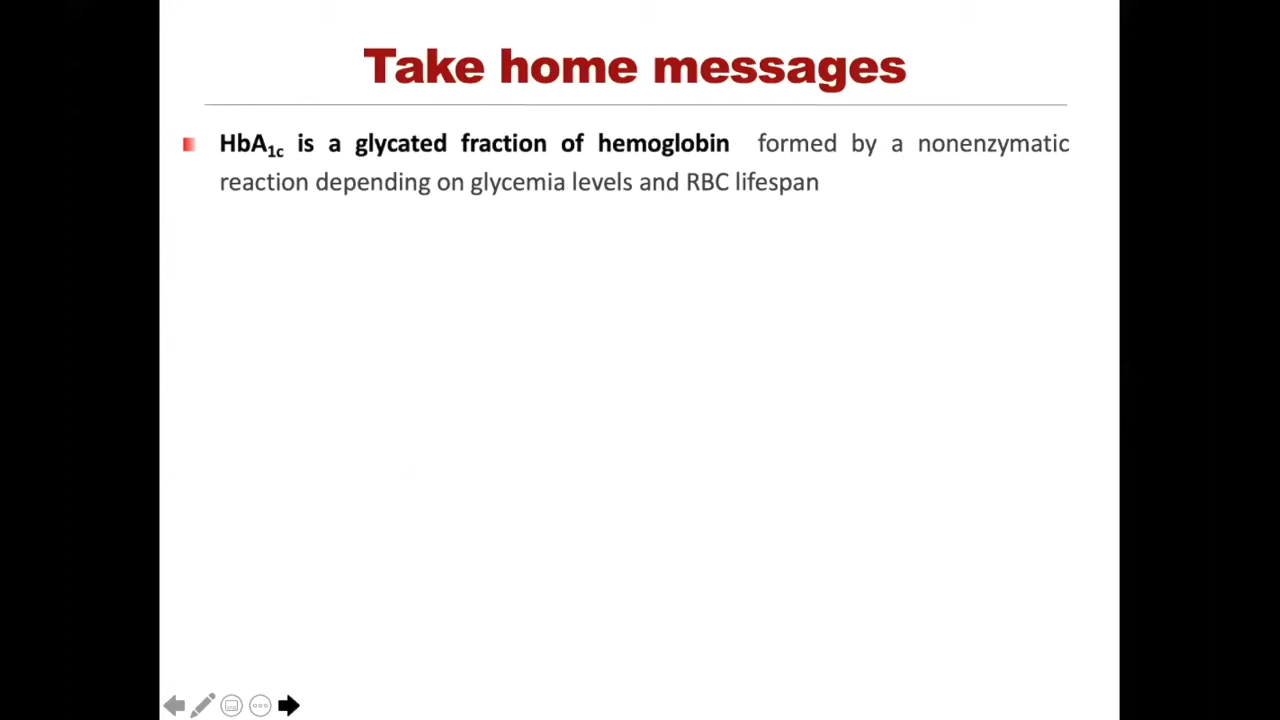 Take home messages
HbA1c is a glycated fraction of hemoglobin formed by a nonenzymatic
reaction depending on glycemia levels and RBC lifespan